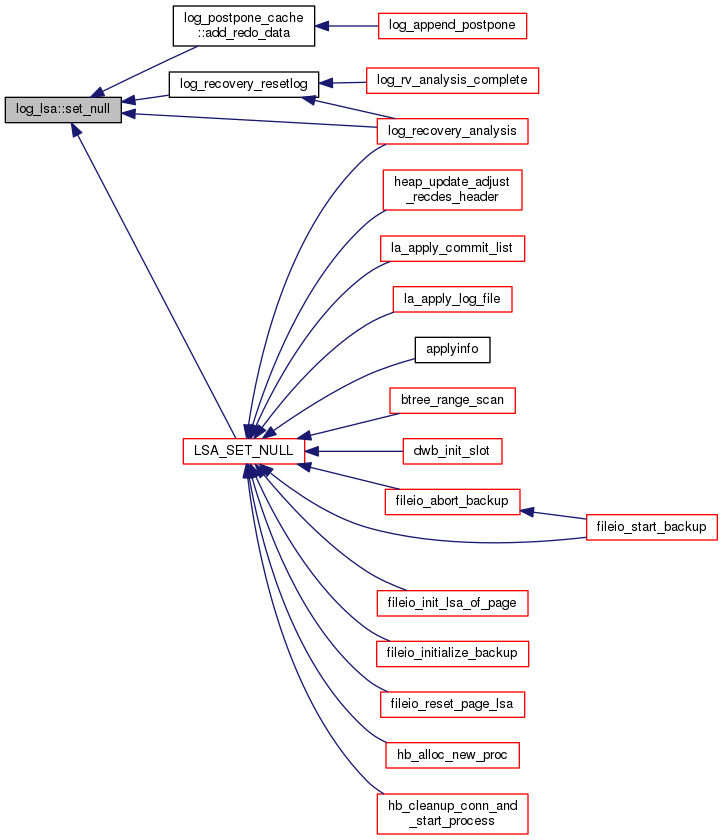 log_postpone_cache
::add_redo_data
log_append_postpone
log_recovery_resetlog
log_rv_analysis_complete
log_lsa::set_null
log_recovery_analysis
heap_update_adjust
_recdes_header
la_apply_commit_list
la_apply_log_file
applyinfo
btree_range_scan
LSA_SET_NULL
dwb_init_slot
fileio_abort_backup
fileio_start_backup
fileio_init_lsa_of_page
fileio_initialize_backup
fileio_reset_page_lsa
hb_alloc_new_proc
hb_cleanup_conn_and
_start_process